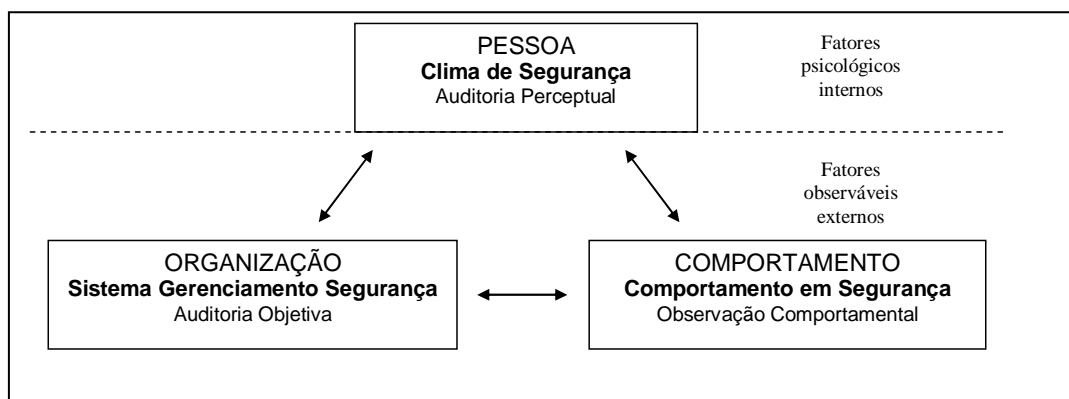 PESSOA
Clima de Segurança
Auditoria Perceptual
Fatores
psicológicos
internos
Fatores
observáveis
externos
ORGANIZAÇÃO
Sistema Gerenciamento Segurança
Auditoria Objetiva
COMPORTAMENTO
Comportamento em Segurança
Observação Comportamental